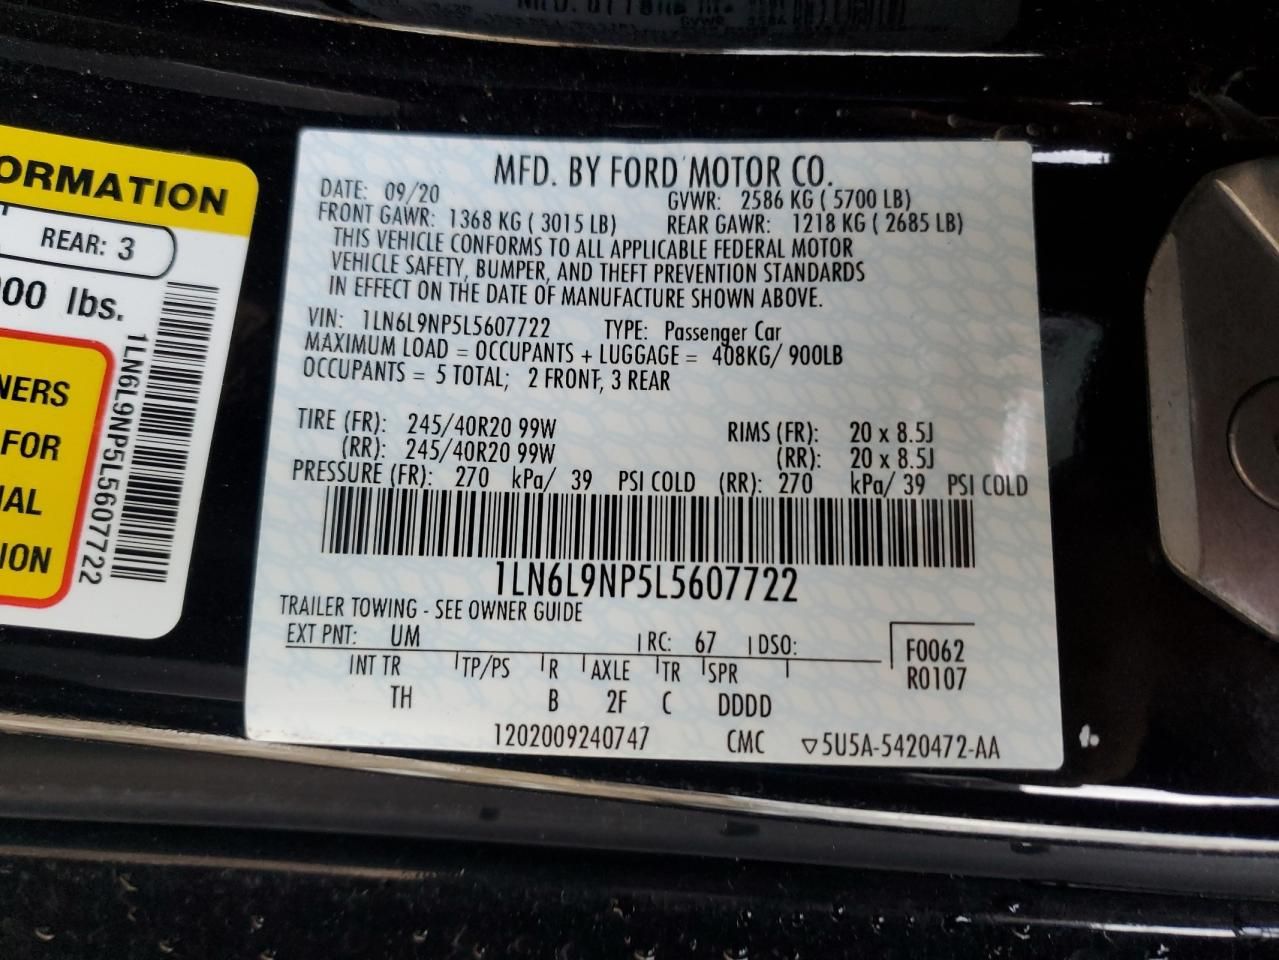 ORMATION
REAR: 3
00 lbs.
NERS
FOR
IAL
ION
1LN6L9NP5L5607722
MFD. BY FORD MOTOR CO.
DATE: 09/20 GVWR: 2586 KG ( 5700 LB)
FRONT GAWR: 1368 KG ( 3015 LB) REAR GAWR: 1218 KG ( 2685 LB)
THIS VEHICLE CONFORMS TO ALL APPLICABLE FEDERAL MOTOR
VEHICLE SAFETY, BUMPER, AND THEFT PREVENTION STANDARDS
IN EFFECT ON THE DATE OF MANUFACTURE SHOWN ABOVE.
VIN: 1LN6L9NP5L5607722 TYPE: Passenger Car
MAXIMUM LOAD = OCCUPANTS + LUGGAGE = 408KG/ 900LB
OCCUPANTS = 5 TOTAL; 2 FRONT, 3 REAR
TIRE (FR): 245/40R20 99W RIMS (FR): 20 x 8.5J
(RR): 245/40R20 99W (RR): 20 x 8.5J
PRESSURE (FR): 270 kPa/ 39 PSI COLD (RR): 270 kPa/ 39 PSI COLD
1LN6L9NP5L5607722
TRAILER TOWING - SEE OWNER GUIDE
EXT PNT: UM RC: 67 DSO: F0062
INT TR TP/PS R AXLE TR SPR R0107
TH B 2F C DDDD
1202009240747 CMC ▽5U5A-5420472-AA